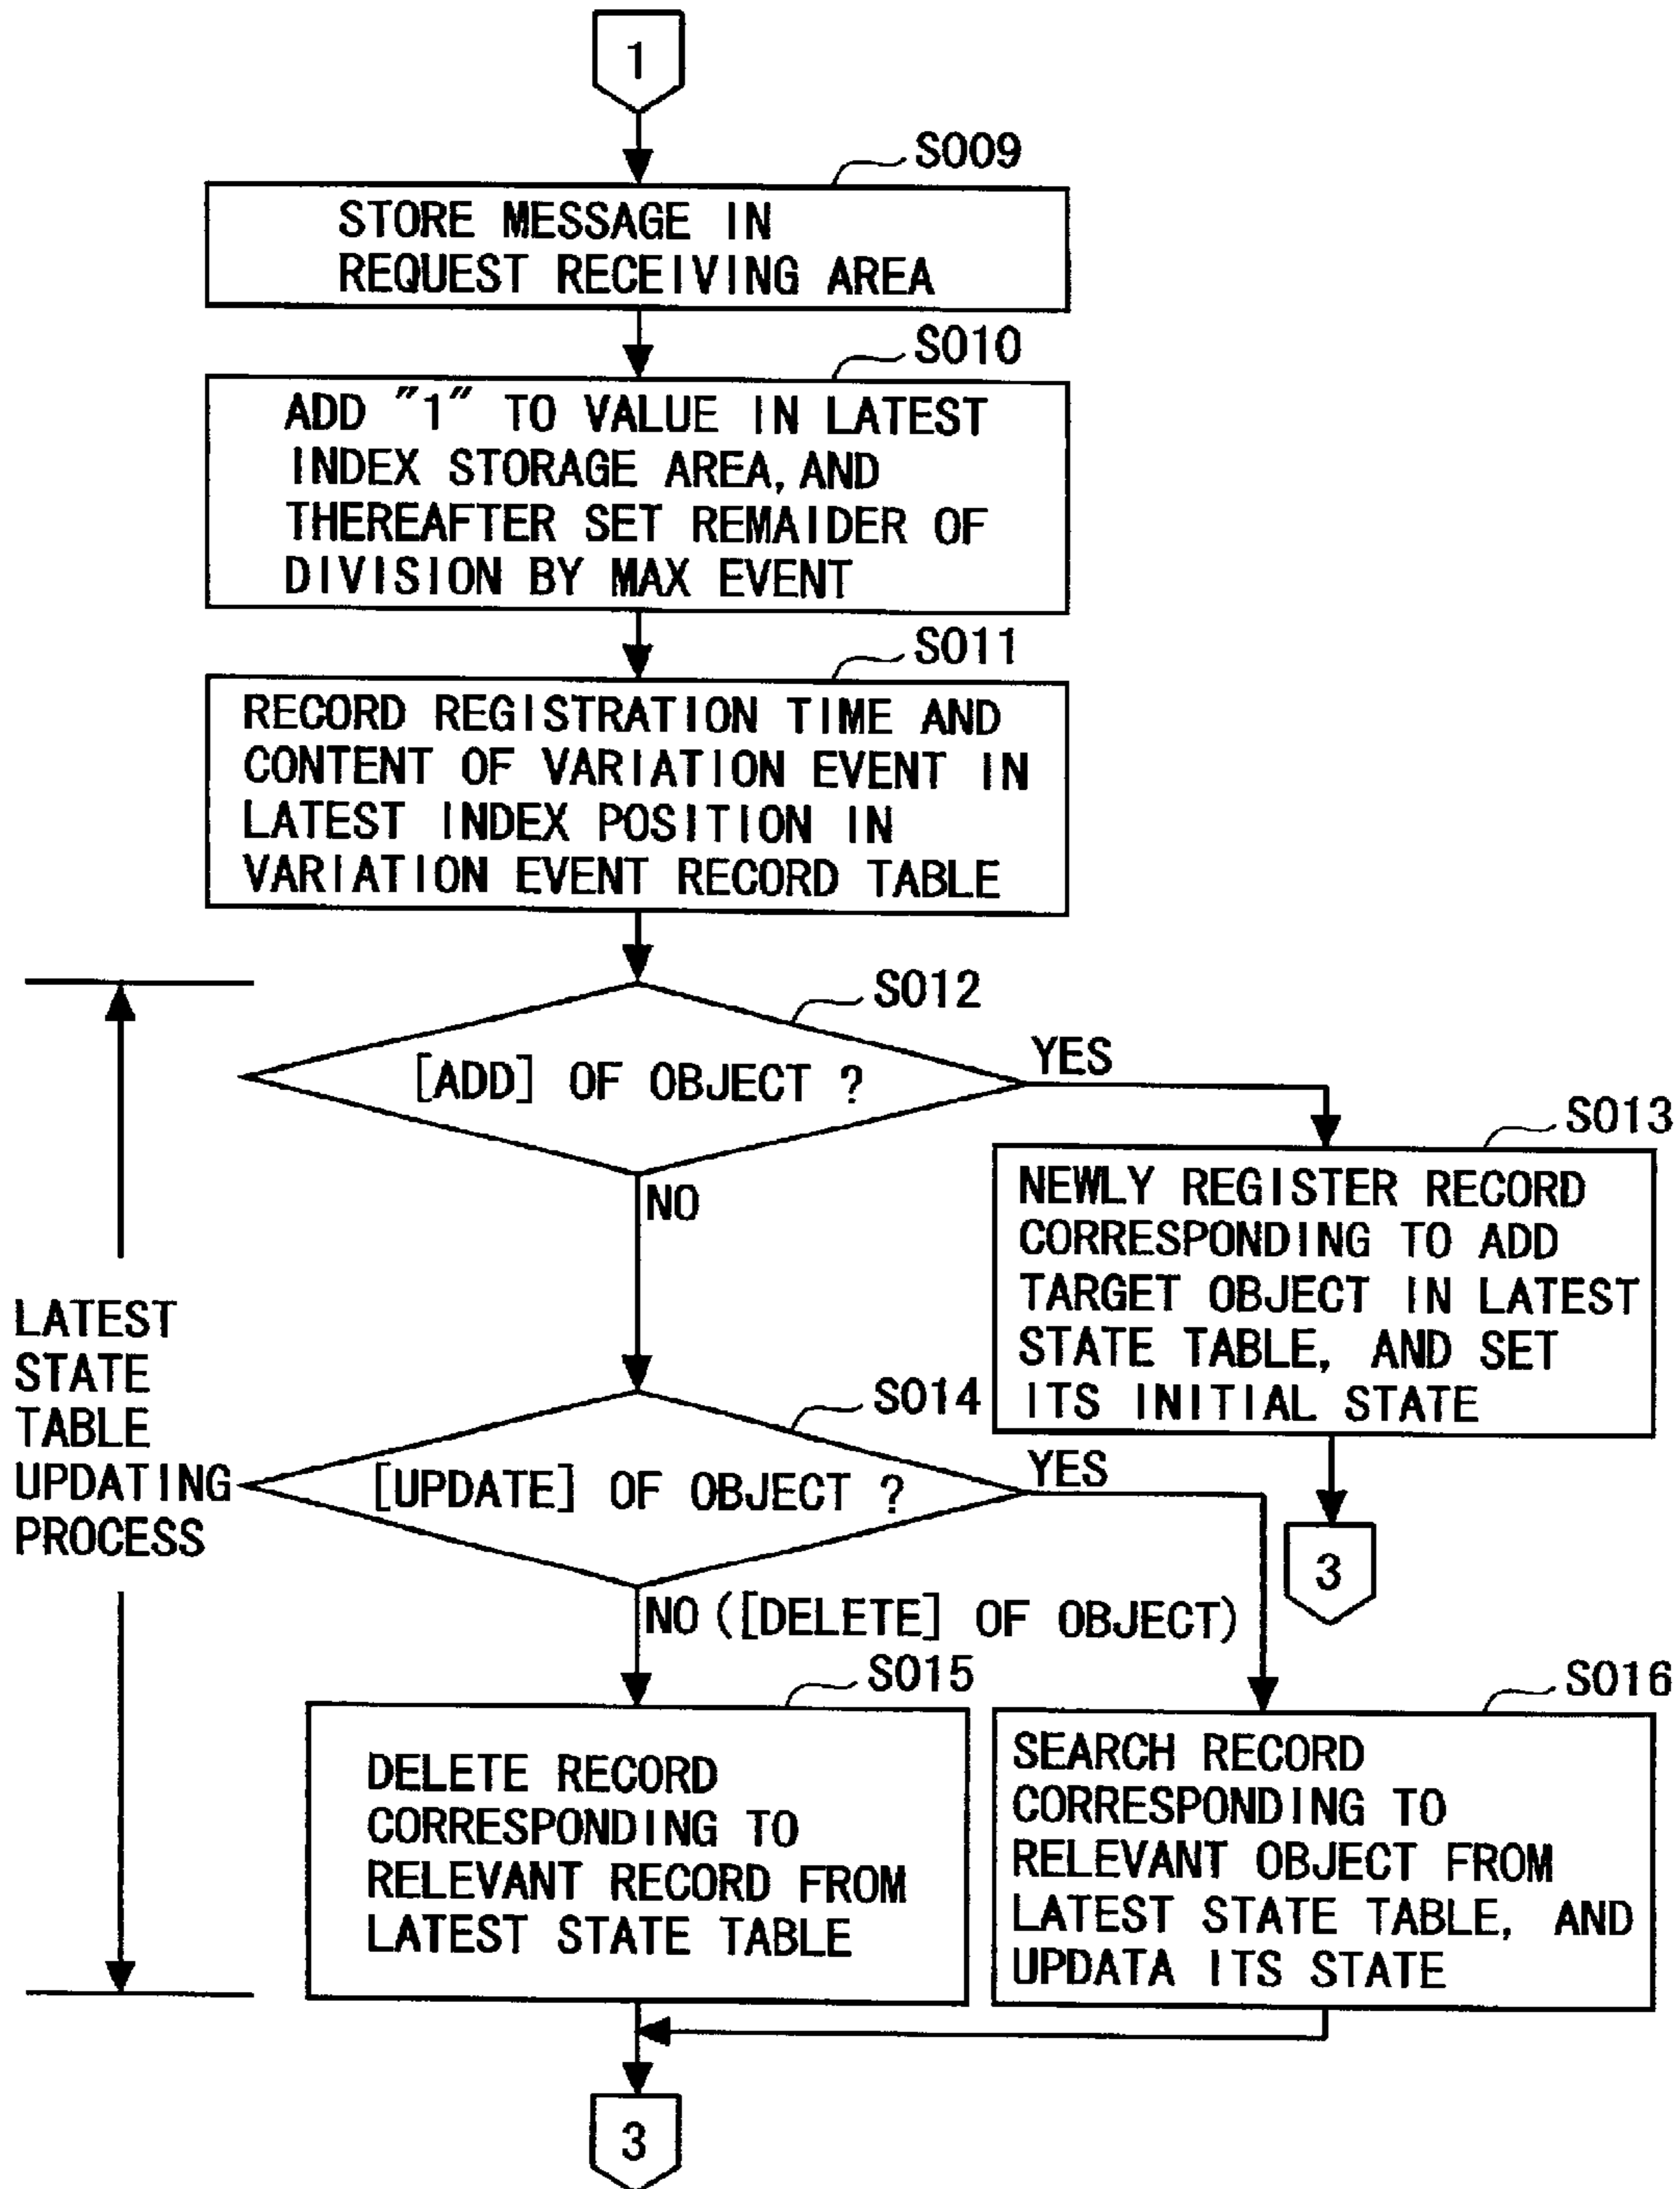 1
S009
STORE MESSAGE IN
REQUEST RECEIVING AREA
S010
ADD "1" TO VALUE IN LATEST
INDEX STORAGE AREA, AND
THEREAFTER SET REMAIDER OF
DIVISION BY MAX EVENT
S011
RECORD REGISTRATION TIME AND
CONTENT OF VARIATION EVENT IN
LATEST INDEX POSITION IN
VARIATION EVENT RECORD TABLE
S012
[ADD] OF OBJECT ?
YES
NO
S013
NEWLY REGISTER RECORD
CORRESPONDING TO ADD
TARGET OBJECT IN LATEST
STATE TABLE, AND SET
ITS INITIAL STATE
3
LATEST
STATE
TABLE
UPDATING
PROCESS
S014
[UPDATE] OF OBJECT ?
YES
NO ([DELETE] OF OBJECT)
S015
DELETE RECORD
CORRESPONDING TO
RELEVANT RECORD FROM
LATEST STATE TABLE
S016
SEARCH RECORD
CORRESPONDING TO
RELEVANT OBJECT FROM
LATEST STATE TABLE, AND
UPDATA ITS STATE
3